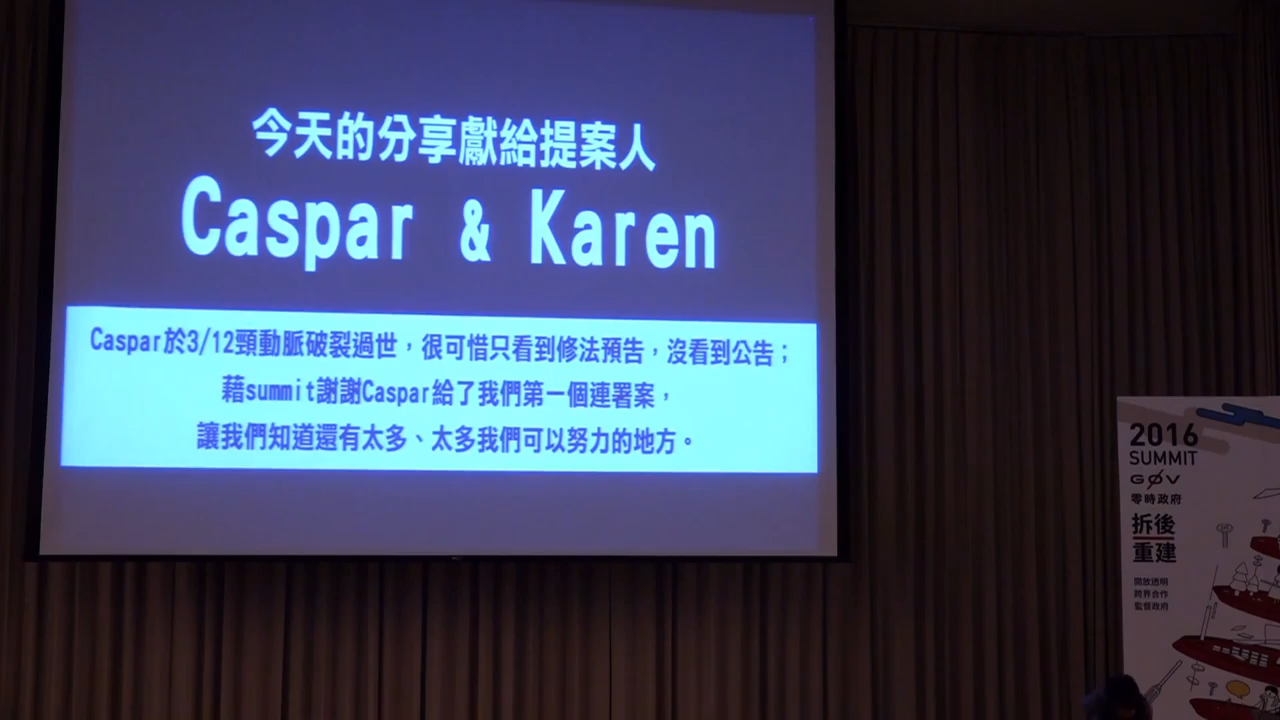 今天的分享獻給提案人
Caspar & Karen
Caspar於3/12頸動脈破裂過世，很可惜只看到修法預告，沒看到公告；
藉summit謝謝Caspar給了我們第一個連署案，
讓我們知道還有太多、太多我們可以努力的地方。
2016
SUMMIT
GØV
零時政府
拆後
重建
開放透明
跨界合作
監督政府